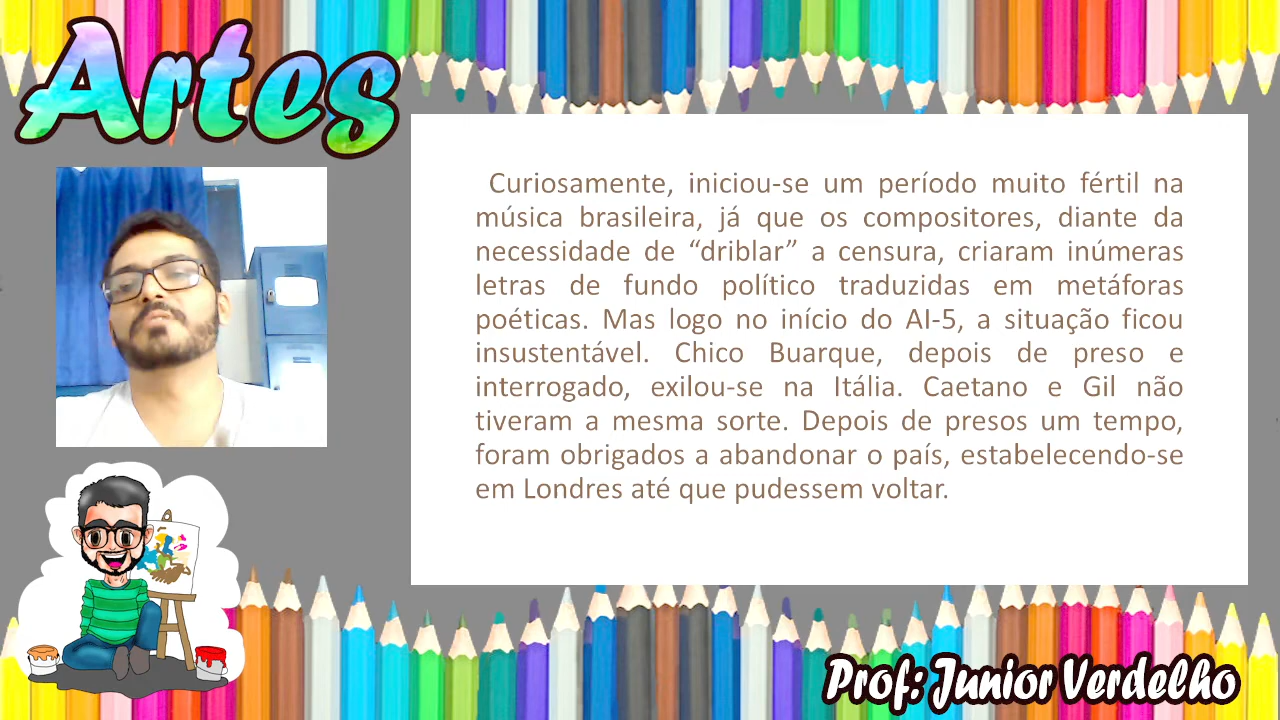 Artes
Curiosamente, iniciou-se um período muito fértil na
música brasileira, já que os compositores, diante da
necessidade de “driblar” a censura, criaram inúmeras
letras de fundo político traduzidas em metáforas
poéticas. Mas logo no início do AI-5, a situação ficou
insustentável. Chico Buarque, depois de preso e
interrogado, exilou-se na Itália. Caetano e Gil não
tiveram a mesma sorte. Depois de presos um tempo,
foram obrigados a abandonar o país, estabelecendo-se
em Londres até que pudessem voltar.
Prof: Junior Verdelho